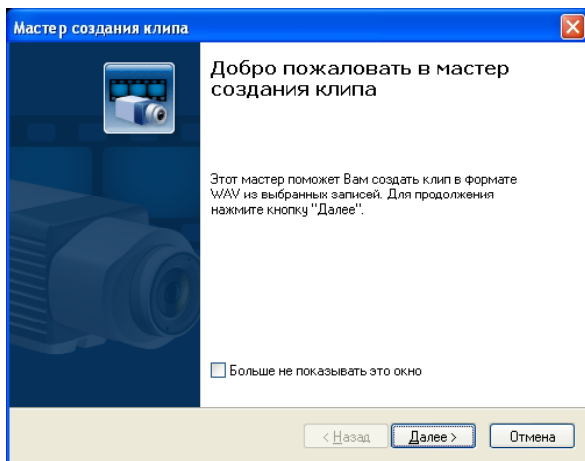 Мастер создания клипа
Добро пожаловать в мастер
создания клипа
Этот мастер поможет Вам создать клип в формате
WAV из выбранных записей. Для продолжения
нажмите кнопку "Далее".
Больше не показывать это окно
< Назад
Далее >
Отмена